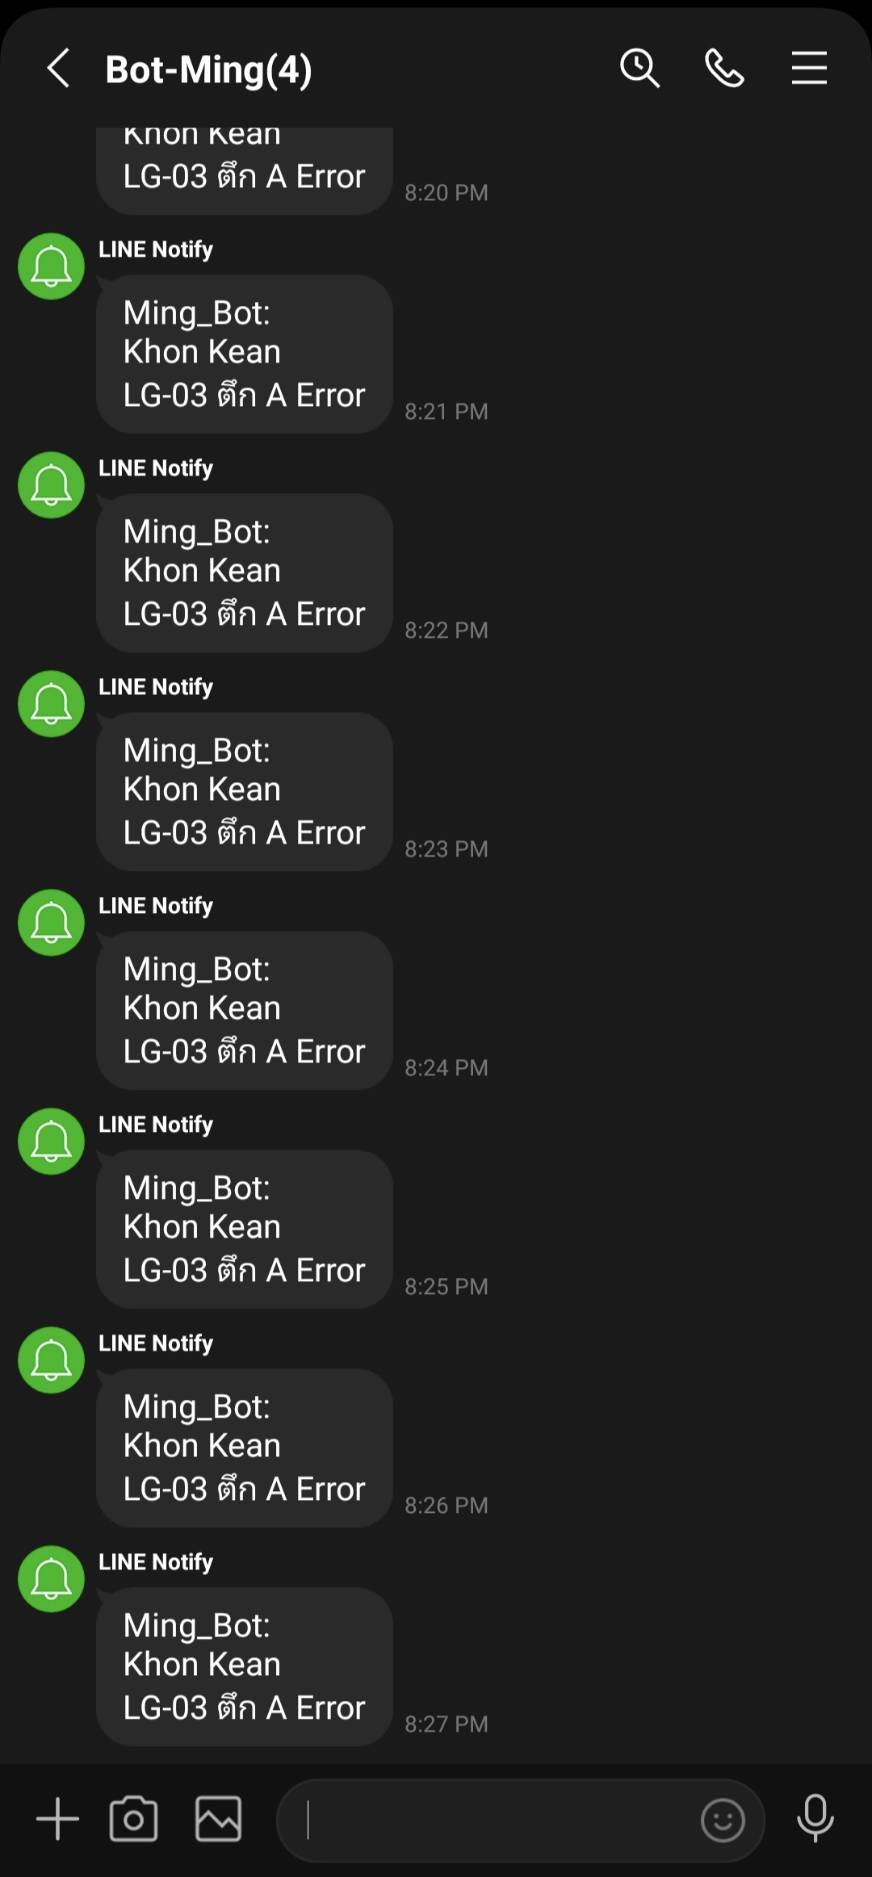 Bot-Ming(4)
Khon Kean
LG-03 ตึก A Error
8:20 PM
LINE Notify
Ming_Bot:
Khon Kean
LG-03 ตึก A Error
8:21 PM
LINE Notify
Ming_Bot:
Khon Kean
LG-03 ตึก A Error
8:22 PM
LINE Notify
Ming_Bot:
Khon Kean
LG-03 ตึก A Error
8:23 PM
LINE Notify
Ming_Bot:
Khon Kean
LG-03 ตึก A Error
8:24 PM
LINE Notify
Ming_Bot:
Khon Kean
LG-03 ตึก A Error
8:25 PM
LINE Notify
Ming_Bot:
Khon Kean
LG-03 ตึก A Error
8:26 PM
LINE Notify
Ming_Bot:
Khon Kean
LG-03 ตึก A Error
8:27 PM